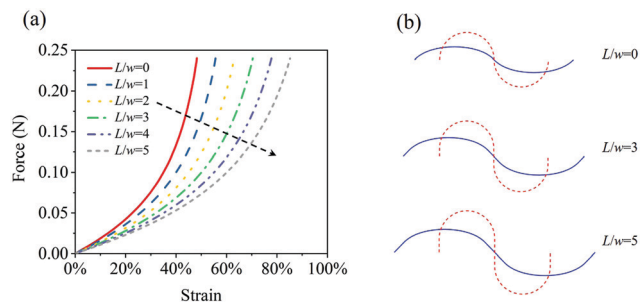 (a)
0.25
0.20
0.15
0.10
0.05
0.00
Force (N)
L/w=0
L/w=1
L/w=2
L/w=3
L/w=4
L/w=5
0% 20% 40% 60% 80% 100%
Strain
(b)
L/w=0
L/w=3
L/w=5